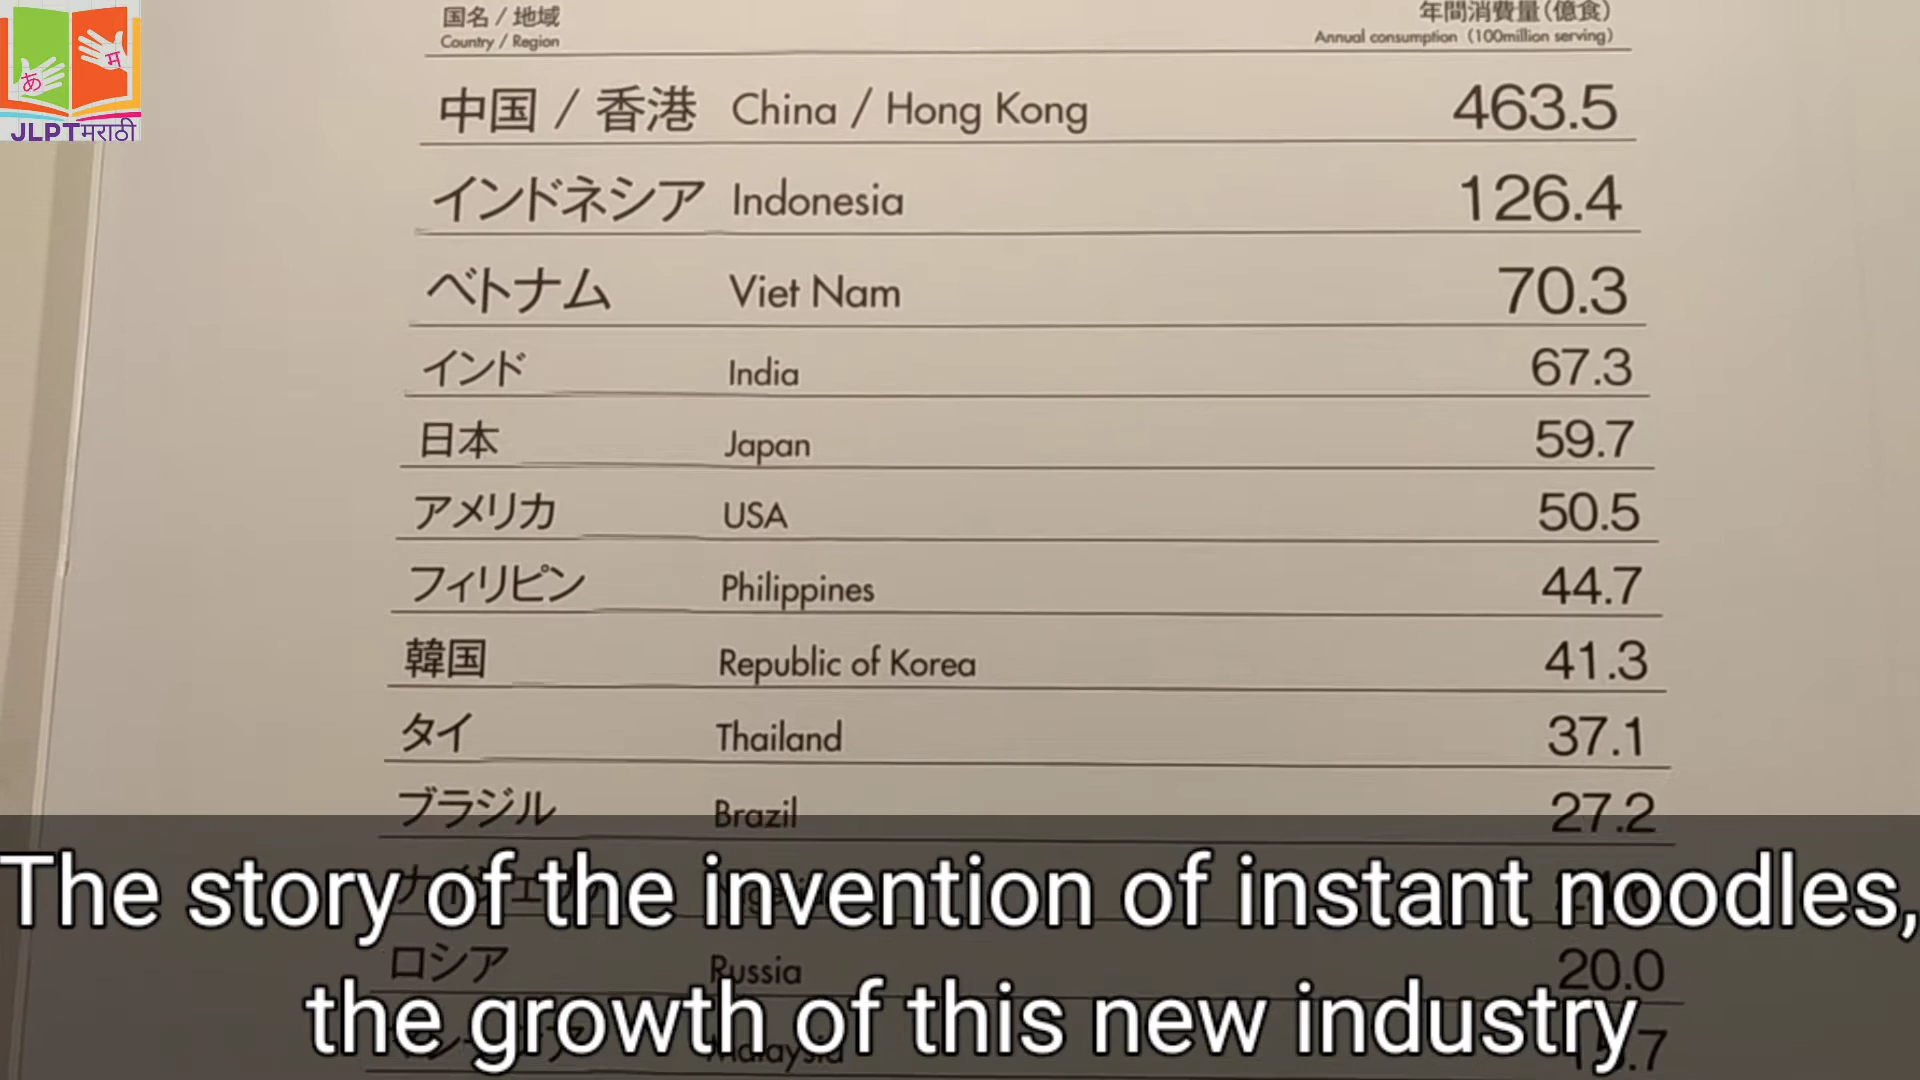 あ
म
JLPTमराठी
国名 / 地域 年間消費量(億食)
Country / Region Annual consumption (100million serving)
中国 / 香港 China / Hong Kong 463.5
インドネシア Indonesia 126.4
ベトナム Viet Nam 70.3
インド India 67.3
日本 Japan 59.7
アメリカ USA 50.5
フィリピン Philippines 44.7
韓国 Republic of Korea 41.3
タイ Thailand 37.1
ブラジル Brazil 27.2
The story of the invention of instant noodles,
ロシア Russia 20.0
the growth of this new industry
Malaysia